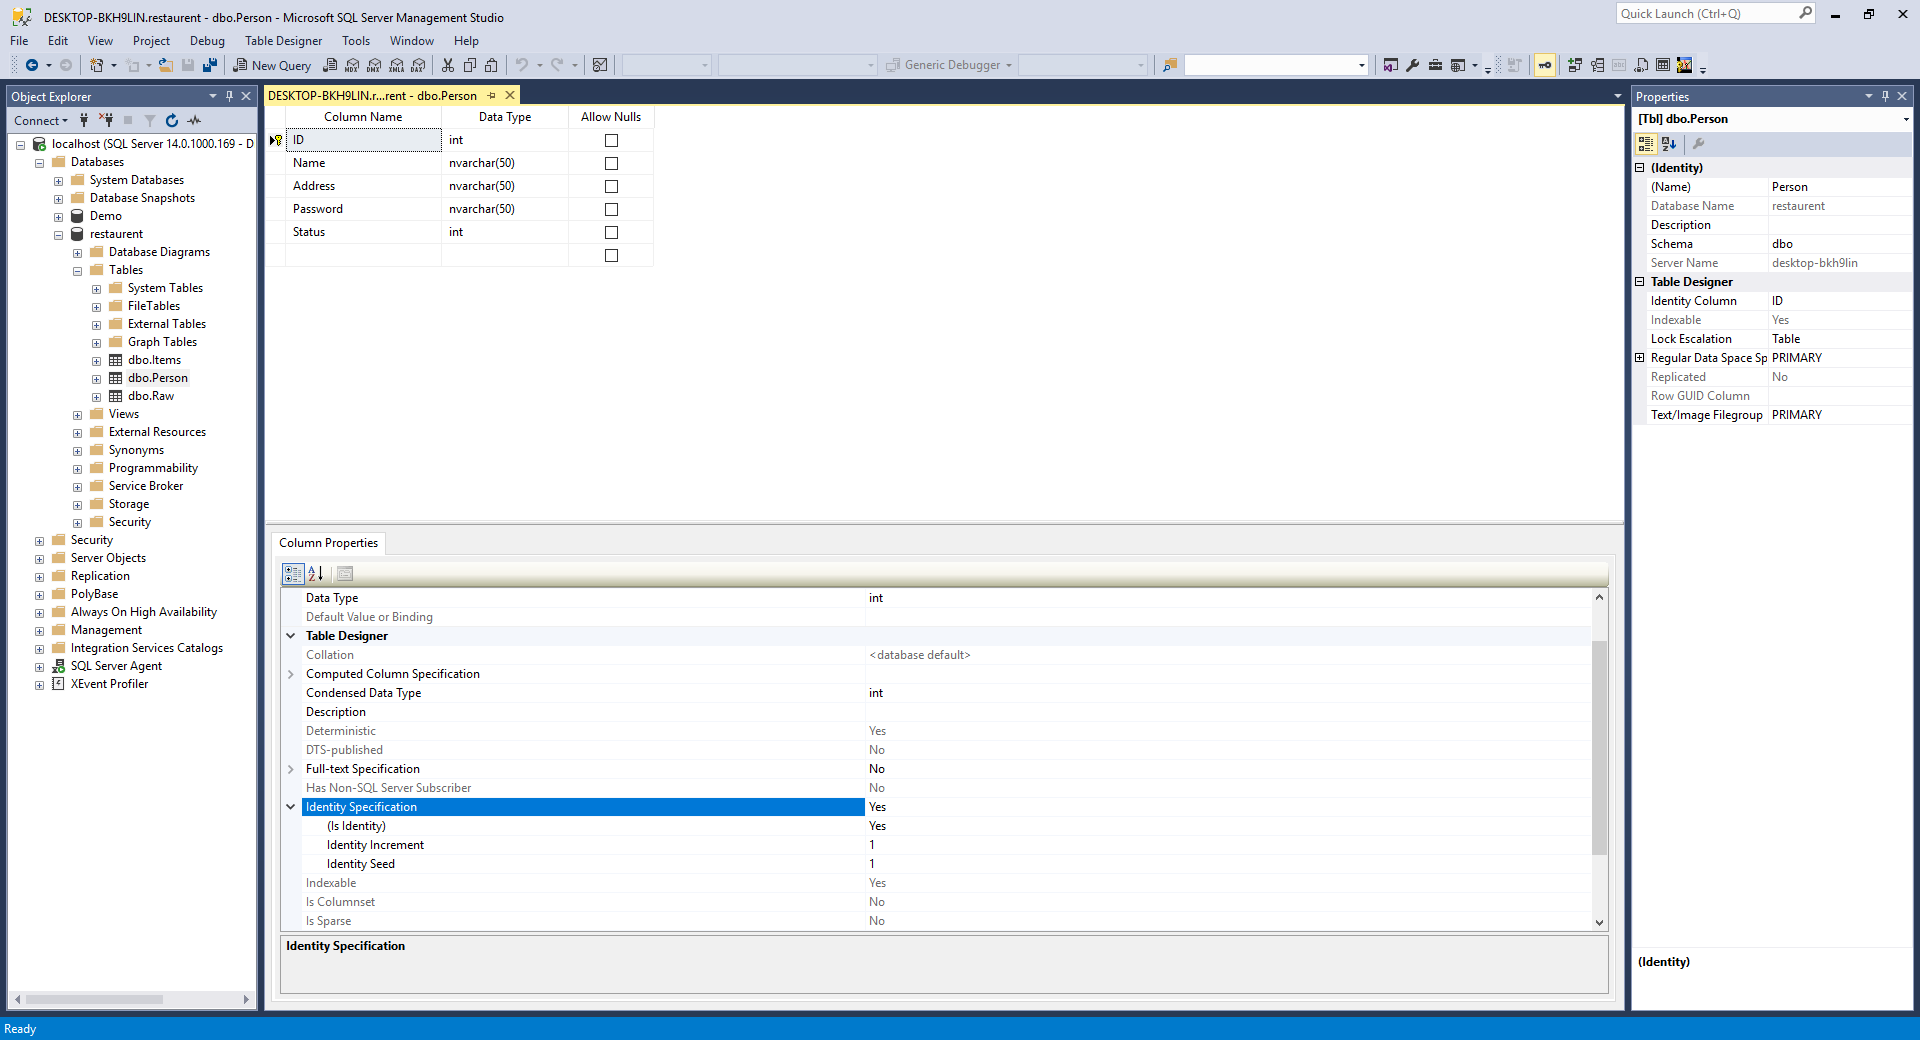 DESKTOP-BKH9LIN.restaurent - dbo.Person - Microsoft SQL Server Management Studio
Quick Launch (Ctrl+Q)
File Edit View Project Debug Table Designer Tools Window Help
New Query
MDX DMX XMLA DAX
Generic Debugger
Object Explorer
Connect
localhost (SQL Server 14.0.1000.169 - D
Databases
System Databases
Database Snapshots
Demo
restaurent
Database Diagrams
Tables
System Tables
FileTables
External Tables
Graph Tables
dbo.Items
dbo.Person
dbo.Raw
Views
External Resources
Synonyms
Programmability
Service Broker
Storage
Security
Security
Server Objects
Replication
PolyBase
Always On High Availability
Management
Integration Services Catalogs
SQL Server Agent
XEvent Profiler
DESKTOP-BKH9LIN.r...rent - dbo.Person
Column Name Data Type Allow Nulls
ID int
Name nvarchar(50)
Address nvarchar(50)
Password nvarchar(50)
Status int
Column Properties
Data Type int
Default Value or Binding
Table Designer
Collation <database default>
Computed Column Specification
Condensed Data Type int
Description
Deterministic Yes
DTS-published No
Full-text Specification No
Has Non-SQL Server Subscriber No
Identity Specification Yes
(Is Identity) Yes
Identity Increment 1
Identity Seed 1
Indexable Yes
Is Columnset No
Is Sparse No
Identity Specification
Properties
[Tbl] dbo.Person
(Identity)
(Name) Person
Database Name restaurent
Description
Schema dbo
Server Name desktop-bkh9lin
Table Designer
Identity Column ID
Indexable Yes
Lock Escalation Table
Regular Data Space Sp PRIMARY
Replicated No
Row GUID Column
Text/Image Filegroup PRIMARY
(Identity)
Ready